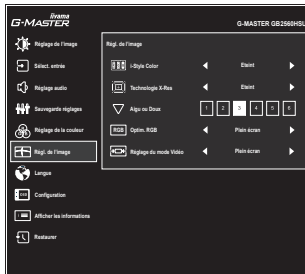 iiyama
G-MASTER
G-MASTER GB2560HSU
Réglage de l'image
Sélect. entrée
Réglage audio
Sauvegarde réglages
Réglage de la couleur
Régl. de l'image
Langue
OSD
Configuration
Afficher les informations
Restaurer
Régl. de l'image
i-Style Color Eteint
Technologie X-Res Eteint
Aigu ou Doux 1 2 3 4 5 6
RGB Optim. RGB Plein écran
Réglage du mode Vidéo Plein écran